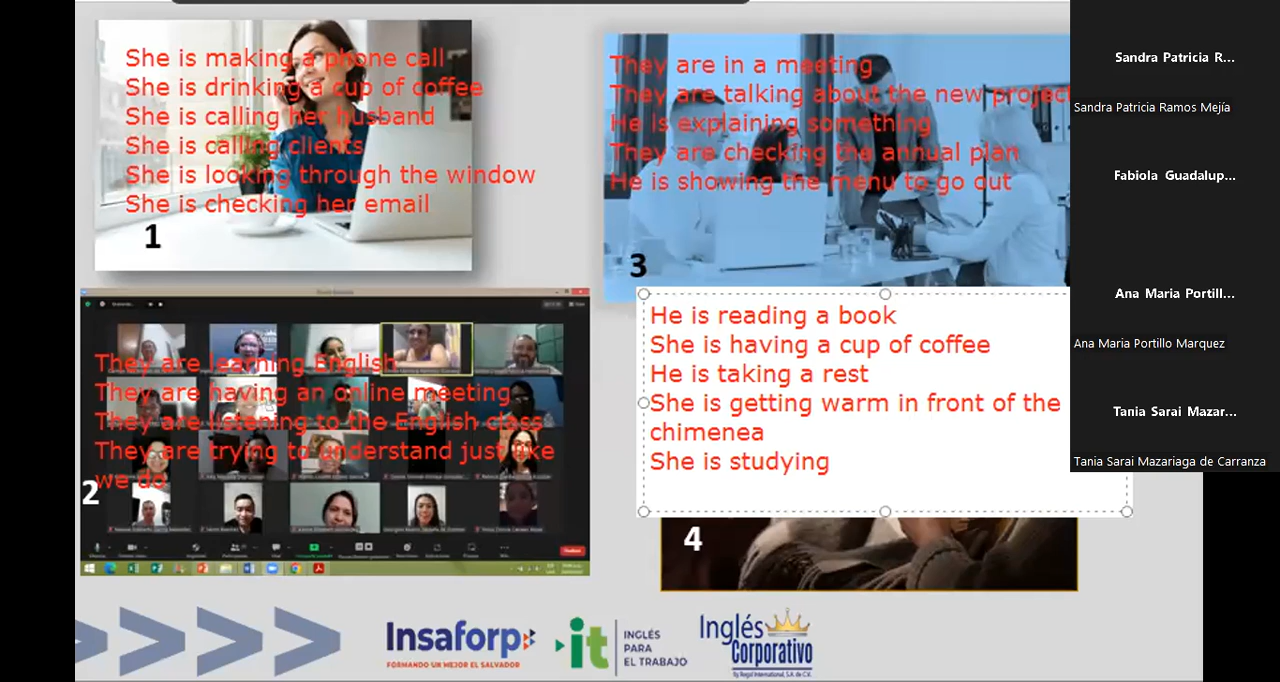 She is making a phone call
She is drinking a cup of coffee
She is calling her husband
She is calling clients
She is looking through the window
She is checking her email
1
They are in a meeting
They are talking about the new project
He is explaining something
They are checking the annual plan
He is showing the menu to go out
3
They are learning English
They are having an online meeting
They are listening to the English class
They are trying to understand just like
we do
2
He is reading a book
She is having a cup of coffee
He is taking a rest
She is getting warm in front of the
chimenea
She is studying
4
Sandra Patricia R...
Sandra Patricia Ramos Mejía
Fabiola Guadalup...
Ana Maria Portill...
Ana Maria Portillo Marquez
Tania Sarai Mazar...
Tania Sarai Mazariaga de Carranza
Insaforp
FORMANDO UN MEJOR EL SALVADOR
it
INGLÉS
PARA
EL TRABAJO
Inglés
Corporativo
by Regal International, S.A. de C.V.